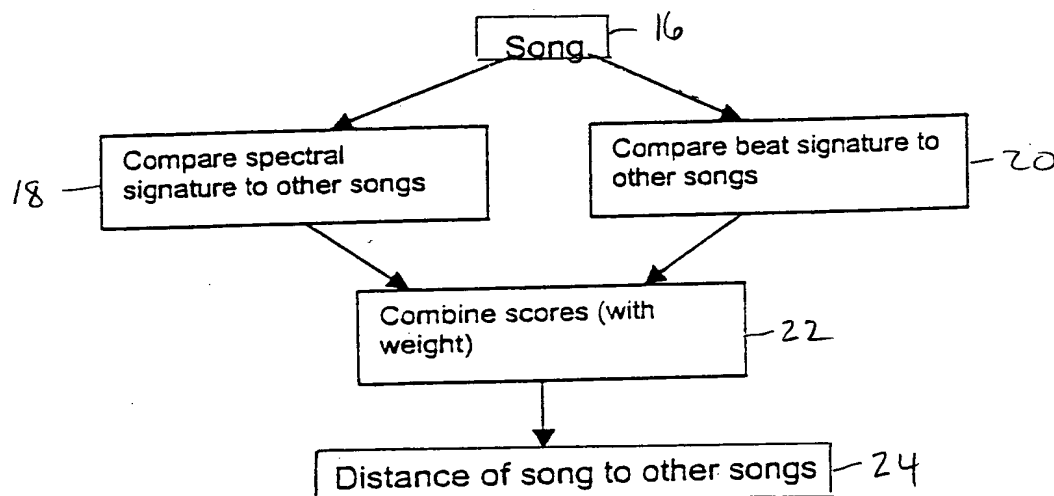 Song
16
Compare spectral
signature to other songs
18
Compare beat signature to
other songs
20
Combine scores (with
weight)
22
Distance of song to other songs
24